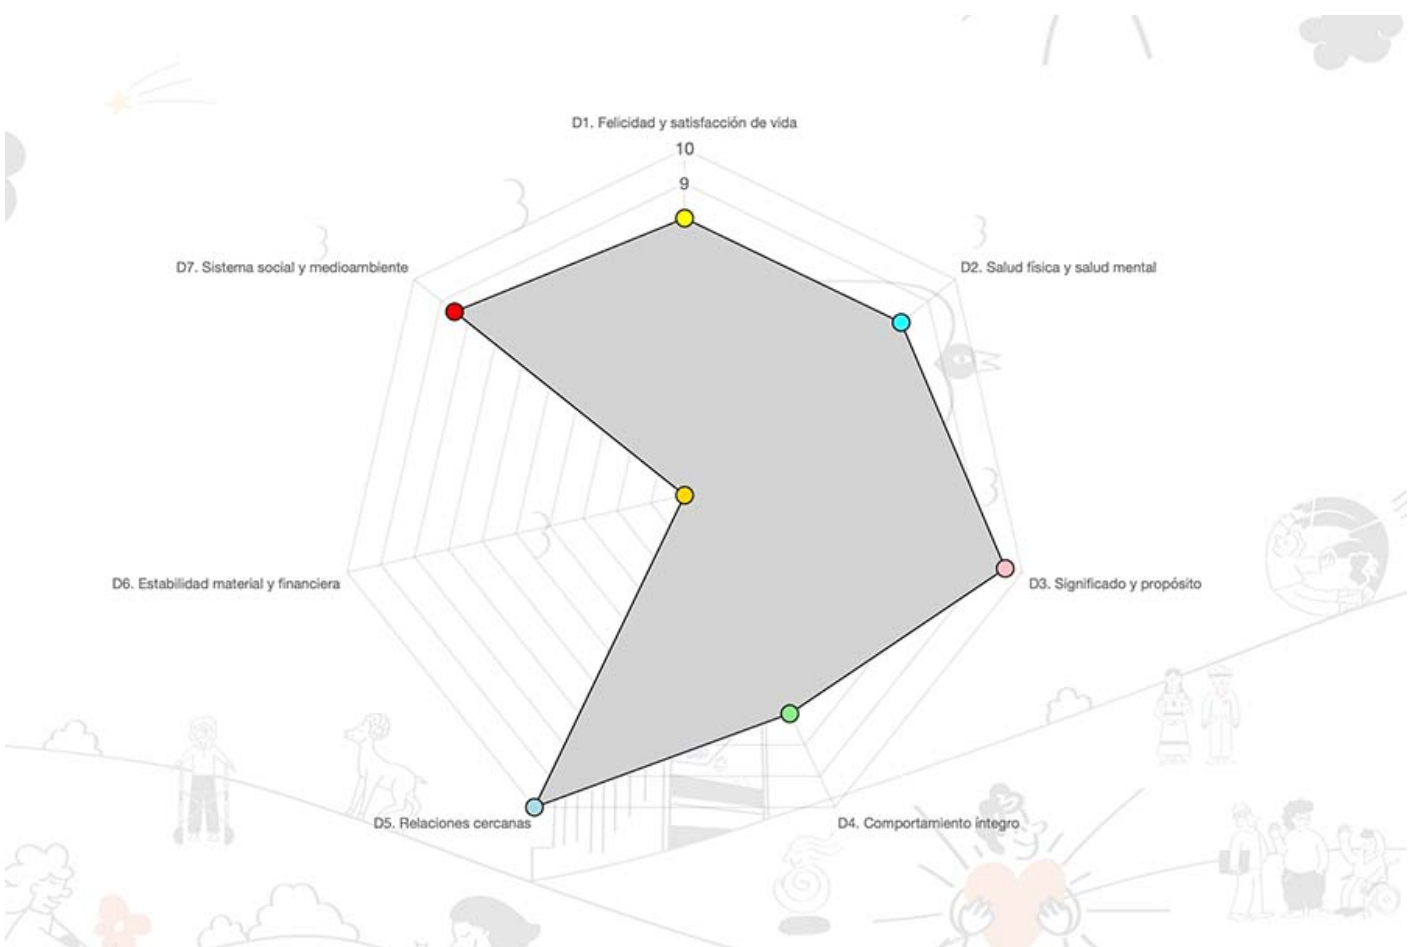 D1. Felicidad y satisfacción de vida
10
9
D7. Sistema social y medioambiente
D2. Salud física y salud mental
D6. Estabilidad material y financiera
D3. Significado y propósito
D5. Relaciones cercanas
D4. Comportamiento íntegro